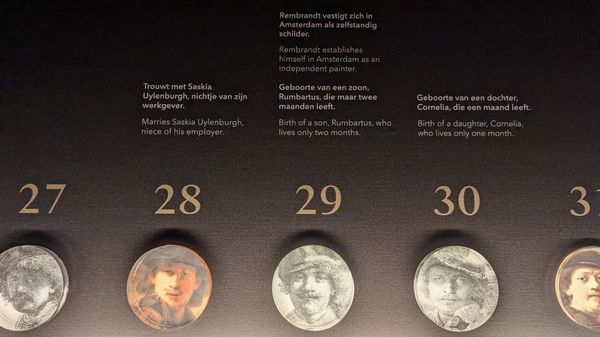 Rembrandt vestigt zich in
Amsterdam als zelfstandig
schilder.
Rembrandt establishes
himself in Amsterdam as an
independent painter.
Trouwt met Saskia
Uylenburgh, nichtje van zijn
werkgever.
Marries Saskia Uylenburgh,
niece of his employer.
Geboorte van een zoon,
Rumbartus, die maar twee
maanden leeft.
Birth of a son, Rumbartus, who
lives only two months.
Geboorte van een dochter,
Cornelia, die een maand leeft.
Birth of a daughter, Cornelia,
who lives only one month.
27 28 29 30 31